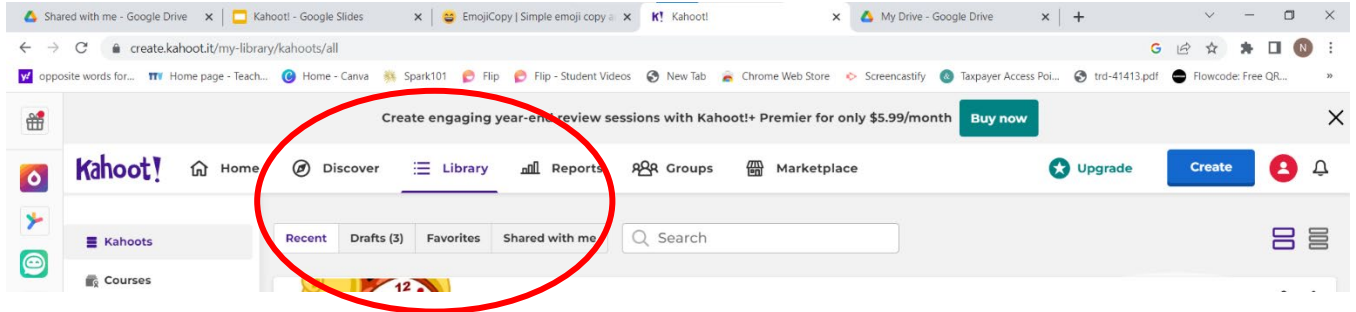 Shared with me - Google Drive Kahoot! - Google Slides EmojiCopy | Simple emoji copy a K! Kahoot! My Drive - Google Drive
create.kahoot.it/my-library/kahoots/all N
opposite words for... Home page - Teach... Home - Canva Spark101 Flip Flip - Student Videos New Tab Chrome Web Store Screencastify Taxpayer Access Poi... trd-41413.pdf Flowcode: Free QR... »
Create engaging year-end review sessions with Kahoot!+ Premier for only $5.99/month Buy now
Kahoot! Home Discover Library Reports Groups Marketplace Upgrade Create
Kahoots Recent Drafts (3) Favorites Shared with me Search
Courses
12